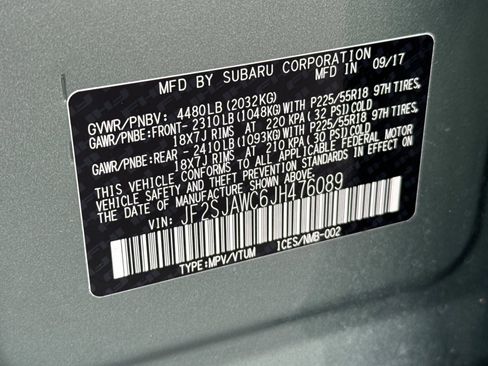 MFD BY SUBARU CORPORATION 09/17
GVWR/PNBV: 4480LB(2032KG)
GAWR/PNBE:FRONT- 2310LB(1048KG)WITH P225/55R18 97H TIRES,
18X7J RIMS AT 220 KPA (32 PSI)COLD
GAWR/PNBE:REAR - 2410LB(1093KG)WITH P225/55R18 97H TIRES,
18X7J RIMS AT 210 KPA(30 PSI)COLD
THIS VEHICLE CONFORMS TO ALL APPLICABLE FEDERAL MOTOR
VEHICLE SAFETY, BUMPER, AND THEFT PREVENTION STANDARDS
IN EFFECT ON THE DATE OF MANUFACTURE SHOWN ABOVE.
VIN: JF2SJAWC6JH476089
TYPE:MPV/VTUM ICES/NMB-002